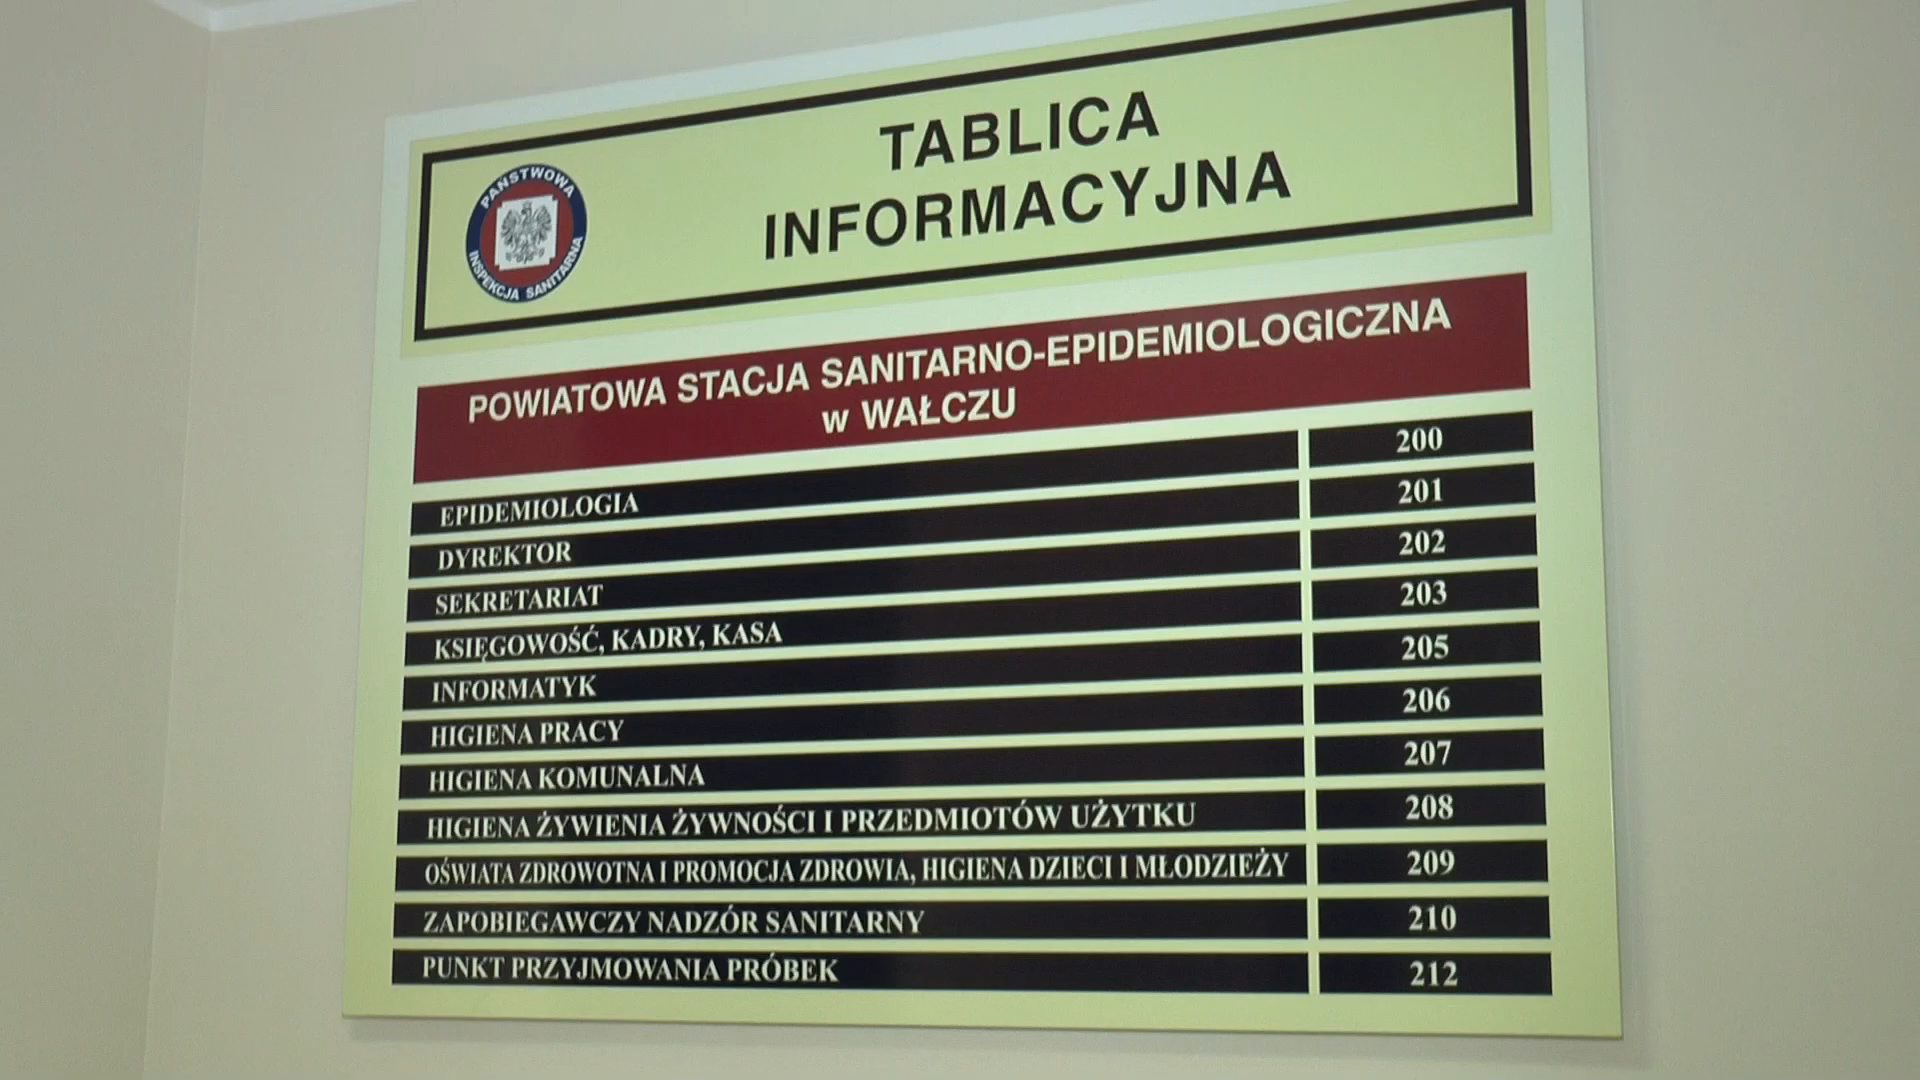 PAŃSTWOWA
INSPEKCJA SANITARNA
TABLICA
INFORMACYJNA
POWIATOWA STACJA SANITARNO-EPIDEMIOLOGICZNA
w WAŁCZU
EPIDEMIOLOGIA 200
DYREKTOR 201
SEKRETARIAT 202
KSIĘGOWOŚĆ, KADRY, KASA 203
INFORMATYK 205
HIGIENA PRACY 206
HIGIENA KOMUNALNA 207
HIGIENA ŻYWIENIA ŻYWNOŚCI I PRZEDMIOTÓW UŻYTKU 208
OŚWIATA ZDROWOTNA I PROMOCJA ZDROWIA, HIGIENA DZIECI I MŁODZIEŻY 209
ZAPOBIEGAWCZY NADZÓR SANITARNY 210
PUNKT PRZYJMOWANIA PRÓBEK 212